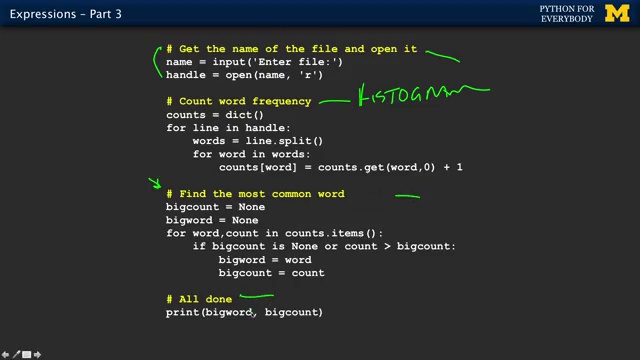 Expressions – Part 3
PYTHON FOR
EVERYBODY
# Get the name of the file and open it
name = input('Enter file:')
handle = open(name, 'r')
# Count word frequency
HISTOGRAM
counts = dict()
for line in handle:
words = line.split()
for word in words:
counts[word] = counts.get(word,0) + 1
# Find the most common word
bigcount = None
bigword = None
for word,count in counts.items():
if bigcount is None or count > bigcount:
bigword = word
bigcount = count
# All done
print(bigword, bigcount)